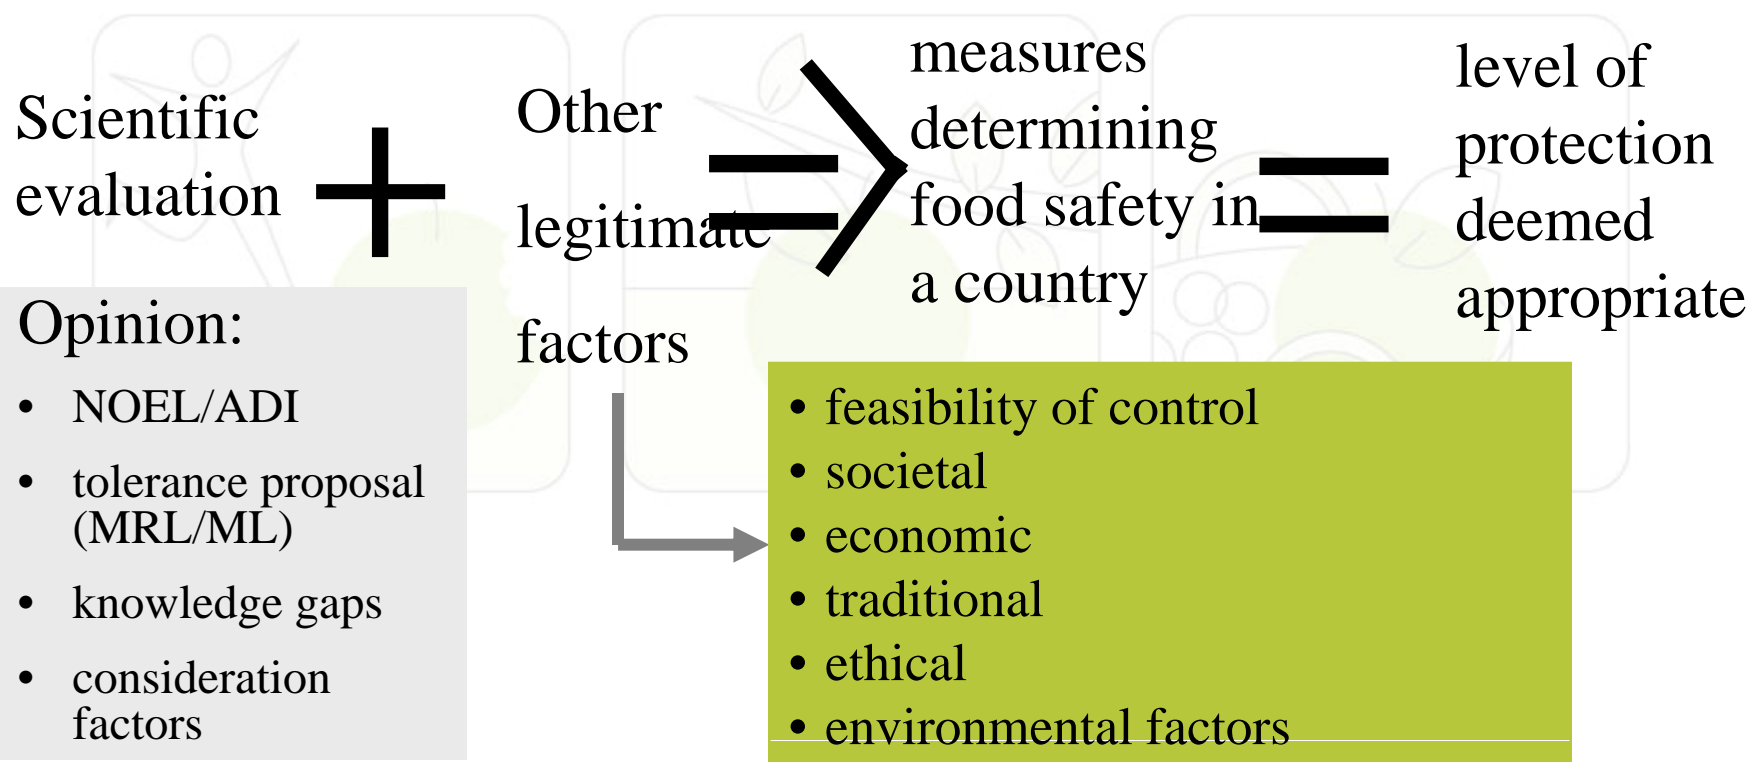 Scientific
evaluation
Other
legitimate
factors
measures
determining
food safety in
a country
level of
protection
deemed
appropriate
Opinion:
• NOEL/ADI
• tolerance proposal
(MRL/ML)
• knowledge gaps
• consideration
factors
• feasibility of control
• societal
• economic
• traditional
• ethical
• environmental factors